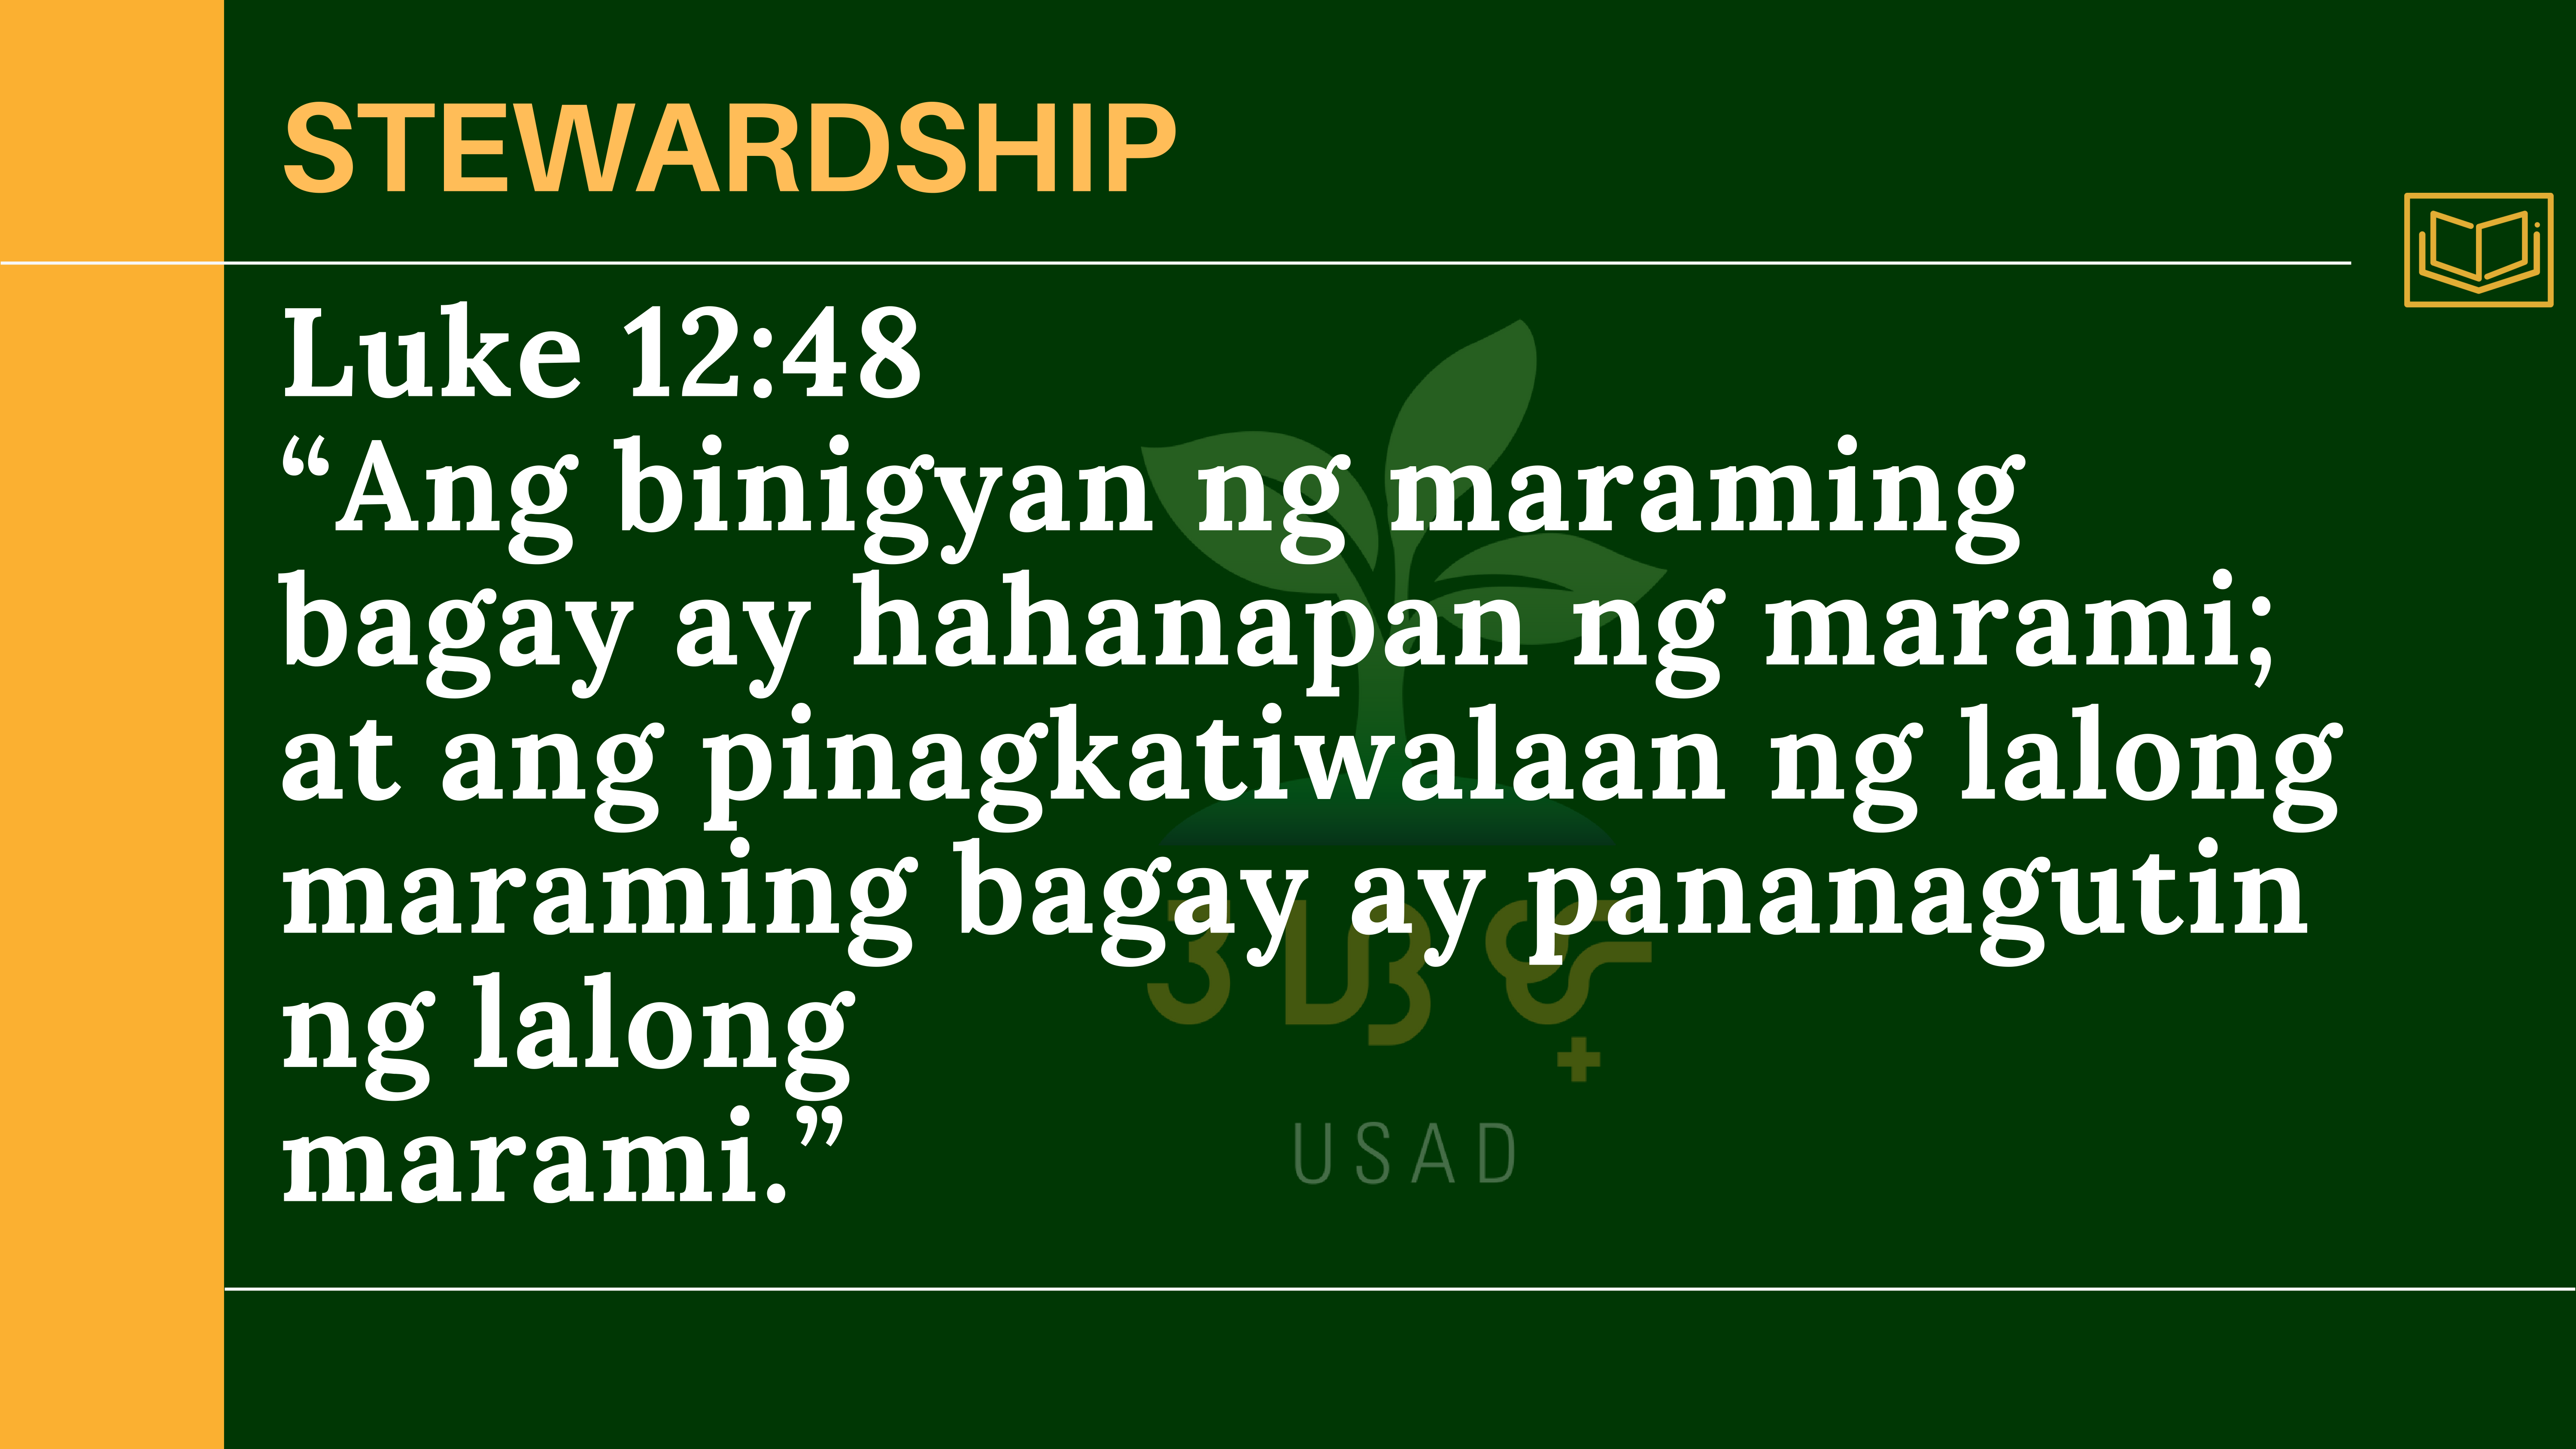 STEWARDSHIP
Luke 12:48
“Ang binigyan ng maraming
bagay ay hahanapan ng marami;
at ang pinagkatiwalaan ng lalong
maraming bagay ay pananagutin
ng lalong
marami.”
USAD